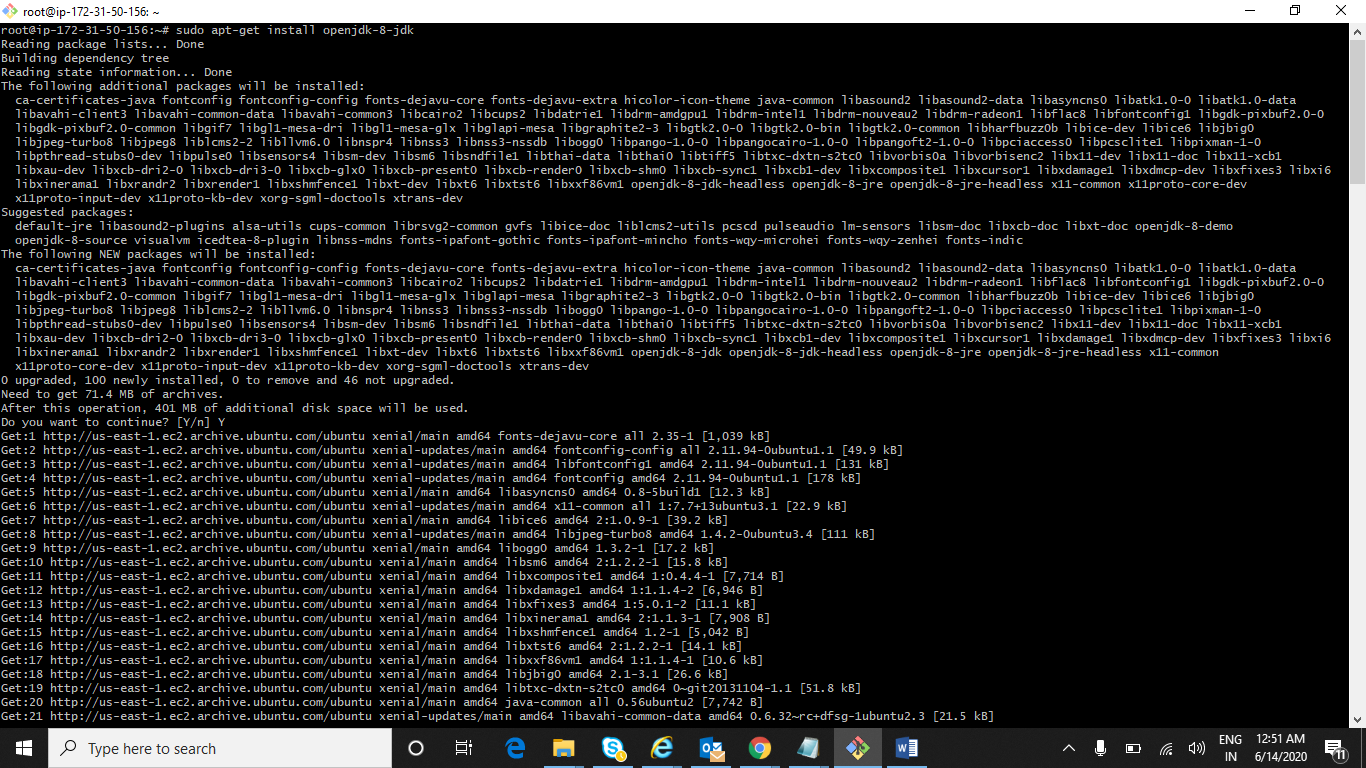 root@ip-172-31-50-156: ~
root@ip-172-31-50-156:~# sudo apt-get install openjdk-8-jdk
Reading package lists... Done
Building dependency tree
Reading state information... Done
The following additional packages will be installed:
  ca-certificates-java fontconfig fontconfig-config fonts-dejavu-core fonts-dejavu-extra hicolor-icon-theme java-common libasound2 libasound2-data libasyncns0 libatk1.0-0 libatk1.0-data
  libavahi-client3 libavahi-common-data libavahi-common3 libcairo2 libcups2 libdatrie1 libdrm-amdgpu1 libdrm-intel1 libdrm-nouveau2 libdrm-radeon1 libflac8 libfontconfig1 libgdk-pixbuf2.0-0
  libgdk-pixbuf2.0-common libgif7 libgl1-mesa-dri libgl1-mesa-glx libglapi-mesa libgraphite2-3 libgtk2.0-0 libgtk2.0-bin libgtk2.0-common libharfbuzz0b libice-dev libice6 libjbig0
  libjpeg-turbo8 libjpeg8 liblcms2-2 libllvm6.0 libnspr4 libnss3 libnss3-nssdb libogg0 libpango-1.0-0 libpangocairo-1.0-0 libpangoft2-1.0-0 libpciaccess0 libpcsclite1 libpixman-1-0
  libpthread-stubs0-dev libpulse0 libsensors4 libsm-dev libsm6 libsndfile1 libthai-data libthai0 libtiff5 libtxc-dxtn-s2tc0 libvorbis0a libvorbisenc2 libx11-dev libx11-doc libx11-xcb1
  libxau-dev libxcb-dri2-0 libxcb-dri3-0 libxcb-glx0 libxcb-present0 libxcb-render0 libxcb-shm0 libxcb-sync1 libxcb1-dev libxcomposite1 libxcursor1 libxdamage1 libxdmcp-dev libxfixes3 libxi6
  libxinerama1 libxrandr2 libxrender1 libxshmfence1 libxt-dev libxt6 libxtst6 libxxf86vm1 openjdk-8-jdk-headless openjdk-8-jre openjdk-8-jre-headless x11-common x11proto-core-dev
  x11proto-input-dev x11proto-kb-dev xorg-sgml-doctools xtrans-dev
Suggested packages:
  default-jre libasound2-plugins alsa-utils cups-common librsvg2-common gvfs libice-doc liblcms2-utils pcscd pulseaudio lm-sensors libsm-doc libxcb-doc libxt-doc openjdk-8-demo
  openjdk-8-source visualvm icedtea-8-plugin libnss-mdns fonts-ipafont-gothic fonts-ipafont-mincho fonts-wqy-microhei fonts-wqy-zenhei fonts-indic
The following NEW packages will be installed:
  ca-certificates-java fontconfig fontconfig-config fonts-dejavu-core fonts-dejavu-extra hicolor-icon-theme java-common libasound2 libasound2-data libasyncns0 libatk1.0-0 libatk1.0-data
  libavahi-client3 libavahi-common-data libavahi-common3 libcairo2 libcups2 libdatrie1 libdrm-amdgpu1 libdrm-intel1 libdrm-nouveau2 libdrm-radeon1 libflac8 libfontconfig1 libgdk-pixbuf2.0-0
  libgdk-pixbuf2.0-common libgif7 libgl1-mesa-dri libgl1-mesa-glx libglapi-mesa libgraphite2-3 libgtk2.0-0 libgtk2.0-bin libgtk2.0-common libharfbuzz0b libice-dev libice6 libjbig0
  libjpeg-turbo8 libjpeg8 liblcms2-2 libllvm6.0 libnspr4 libnss3 libnss3-nssdb libogg0 libpango-1.0-0 libpangocairo-1.0-0 libpangoft2-1.0-0 libpciaccess0 libpcsclite1 libpixman-1-0
  libpthread-stubs0-dev libpulse0 libsensors4 libsm-dev libsm6 libsndfile1 libthai-data libthai0 libtiff5 libtxc-dxtn-s2tc0 libvorbis0a libvorbisenc2 libx11-dev libx11-doc libx11-xcb1
  libxau-dev libxcb-dri2-0 libxcb-dri3-0 libxcb-glx0 libxcb-present0 libxcb-render0 libxcb-shm0 libxcb-sync1 libxcb1-dev libxcomposite1 libxcursor1 libxdamage1 libxdmcp-dev libxfixes3 libxi6
  libxinerama1 libxrandr2 libxrender1 libxshmfence1 libxt-dev libxt6 libxtst6 libxxf86vm1 openjdk-8-jdk openjdk-8-jdk-headless openjdk-8-jre openjdk-8-jre-headless x11-common
  x11proto-core-dev x11proto-input-dev x11proto-kb-dev xorg-sgml-doctools xtrans-dev
0 upgraded, 100 newly installed, 0 to remove and 46 not upgraded.
Need to get 71.4 MB of archives.
After this operation, 401 MB of additional disk space will be used.
Do you want to continue? [Y/n] Y
Get:1 http://us-east-1.ec2.archive.ubuntu.com/ubuntu xenial/main amd64 fonts-dejavu-core all 2.35-1 [1,039 kB]
Get:2 http://us-east-1.ec2.archive.ubuntu.com/ubuntu xenial-updates/main amd64 fontconfig-config all 2.11.94-0ubuntu1.1 [49.9 kB]
Get:3 http://us-east-1.ec2.archive.ubuntu.com/ubuntu xenial-updates/main amd64 libfontconfig1 amd64 2.11.94-0ubuntu1.1 [131 kB]
Get:4 http://us-east-1.ec2.archive.ubuntu.com/ubuntu xenial-updates/main amd64 fontconfig amd64 2.11.94-0ubuntu1.1 [178 kB]
Get:5 http://us-east-1.ec2.archive.ubuntu.com/ubuntu xenial/main amd64 libasyncns0 amd64 0.8-5build1 [12.3 kB]
Get:6 http://us-east-1.ec2.archive.ubuntu.com/ubuntu xenial-updates/main amd64 x11-common all 1:7.7+13ubuntu3.1 [22.9 kB]
Get:7 http://us-east-1.ec2.archive.ubuntu.com/ubuntu xenial/main amd64 libice6 amd64 2:1.0.9-1 [39.2 kB]
Get:8 http://us-east-1.ec2.archive.ubuntu.com/ubuntu xenial-updates/main amd64 libjpeg-turbo8 amd64 1.4.2-0ubuntu3.4 [111 kB]
Get:9 http://us-east-1.ec2.archive.ubuntu.com/ubuntu xenial/main amd64 libogg0 amd64 1.3.2-1 [17.2 kB]
Get:10 http://us-east-1.ec2.archive.ubuntu.com/ubuntu xenial/main amd64 libsm6 amd64 2:1.2.2-1 [15.8 kB]
Get:11 http://us-east-1.ec2.archive.ubuntu.com/ubuntu xenial/main amd64 libxcomposite1 amd64 1:0.4.4-1 [7,714 B]
Get:12 http://us-east-1.ec2.archive.ubuntu.com/ubuntu xenial/main amd64 libxdamage1 amd64 1:1.1.4-2 [6,946 B]
Get:13 http://us-east-1.ec2.archive.ubuntu.com/ubuntu xenial/main amd64 libxfixes3 amd64 1:5.0.1-2 [11.1 kB]
Get:14 http://us-east-1.ec2.archive.ubuntu.com/ubuntu xenial/main amd64 libxinerama1 amd64 2:1.1.3-1 [7,908 B]
Get:15 http://us-east-1.ec2.archive.ubuntu.com/ubuntu xenial/main amd64 libxshmfence1 amd64 1.2-1 [5,042 B]
Get:16 http://us-east-1.ec2.archive.ubuntu.com/ubuntu xenial/main amd64 libxtst6 amd64 2:1.2.2-1 [14.1 kB]
Get:17 http://us-east-1.ec2.archive.ubuntu.com/ubuntu xenial/main amd64 libxxf86vm1 amd64 1:1.1.4-1 [10.6 kB]
Get:18 http://us-east-1.ec2.archive.ubuntu.com/ubuntu xenial/main amd64 libjbig0 amd64 2.1-3.1 [26.6 kB]
Get:19 http://us-east-1.ec2.archive.ubuntu.com/ubuntu xenial/main amd64 libtxc-dxtn-s2tc0 amd64 0~git20131104-1.1 [51.8 kB]
Get:20 http://us-east-1.ec2.archive.ubuntu.com/ubuntu xenial/main amd64 java-common all 0.56ubuntu2 [7,742 B]
Get:21 http://us-east-1.ec2.archive.ubuntu.com/ubuntu xenial-updates/main amd64 libavahi-common-data amd64 0.6.32~rc+dfsg-1ubuntu2.3 [21.5 kB]
Type here to search
ENG
IN
12:51 AM
6/14/2020
11